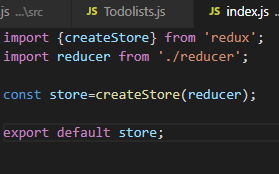 js ...\src JS Todolists.js JS index.js
import {createStore} from 'redux';
import reducer from './reducer';
const store=createStore(reducer);
export default store;